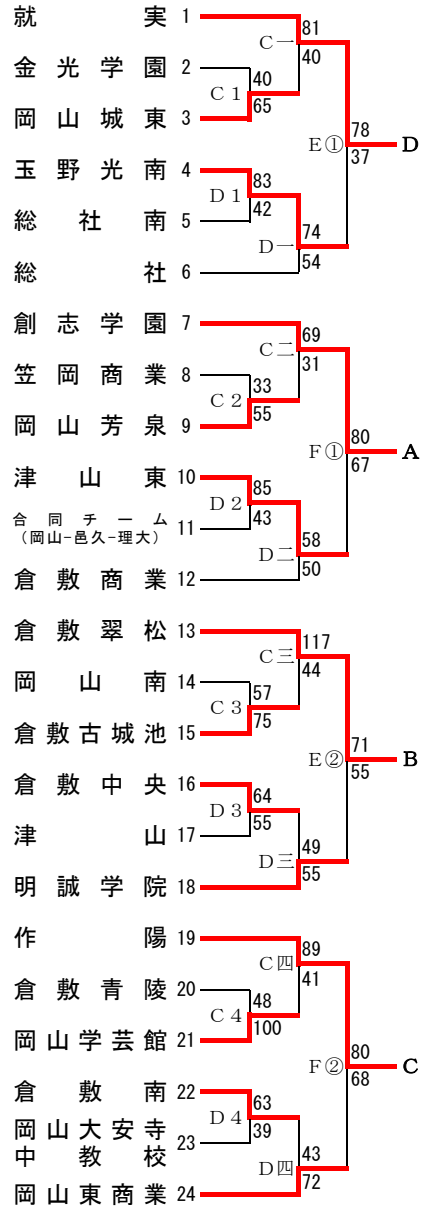 就実 1
81
C一
40
金光学園 2
40
C1
65
岡山城東 3
78
E①
D
37
玉野光南 4
83
D1
42
総社南 5
74
D一
54
総社 6
創志学園 7
69
C二
31
笠岡商業 8
33
C2
55
岡山芳泉 9
80
F①
A
67
津山東 10
85
D2
43
合同チーム
(岡山-邑久-理大)
11
58
D二
50
倉敷商業 12
倉敷翠松 13
117
C三
44
岡山南 14
57
C3
75
倉敷古城池 15
71
E②
B
55
倉敷中央 16
64
D3
55
津山 17
49
D三
55
明誠学院 18
作陽 19
89
C四
41
倉敷青陵 20
48
C4
100
岡山学芸館 21
80
F②
C
68
倉敷南 22
63
D4
39
岡山大安寺
中教校
23
43
D四
72
岡山東商業 24